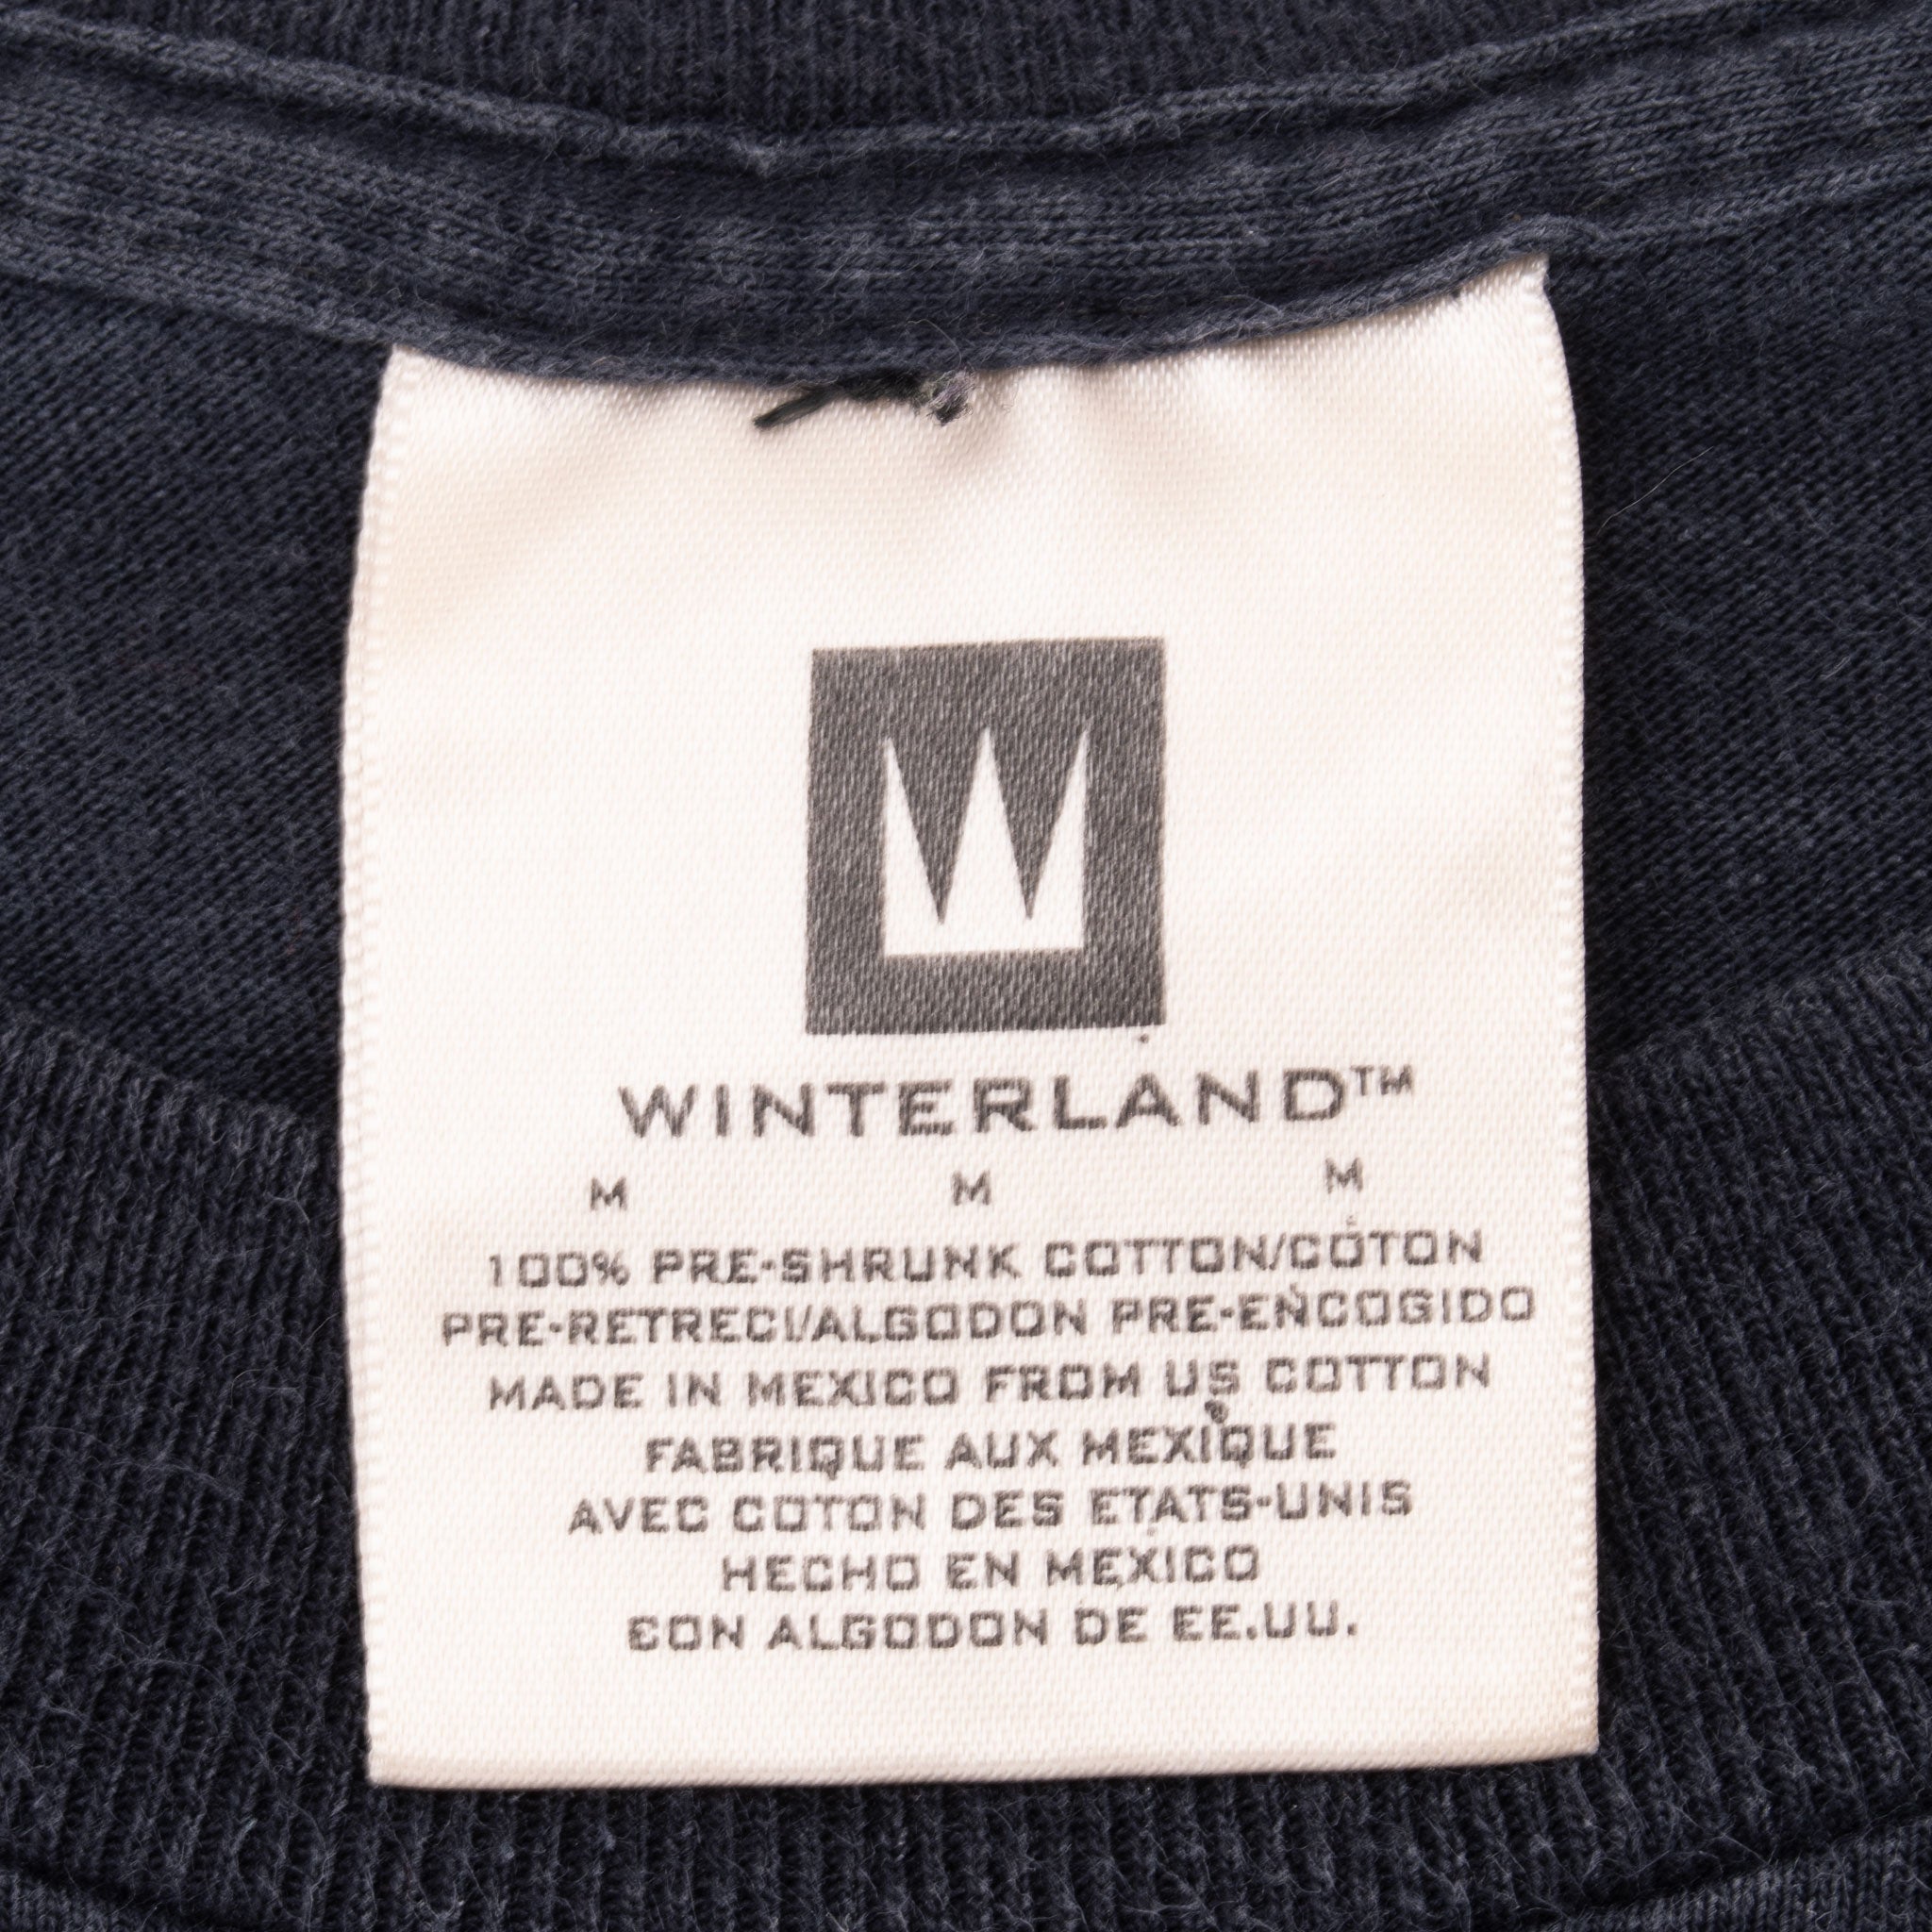 W
WINTERLAND™
M M M
100% PRE-SHRUNK COTTON/COTON
PRE-RETRECI/ALGODON PRE-ENCOGIDO
MADE IN MEXICO FROM US COTTON
FABRIQUE AUX MEXIQUE
AVEC COTON DES ETATS-UNIS
HECHO EN MEXICO
CON ALGODON DE EE.UU.